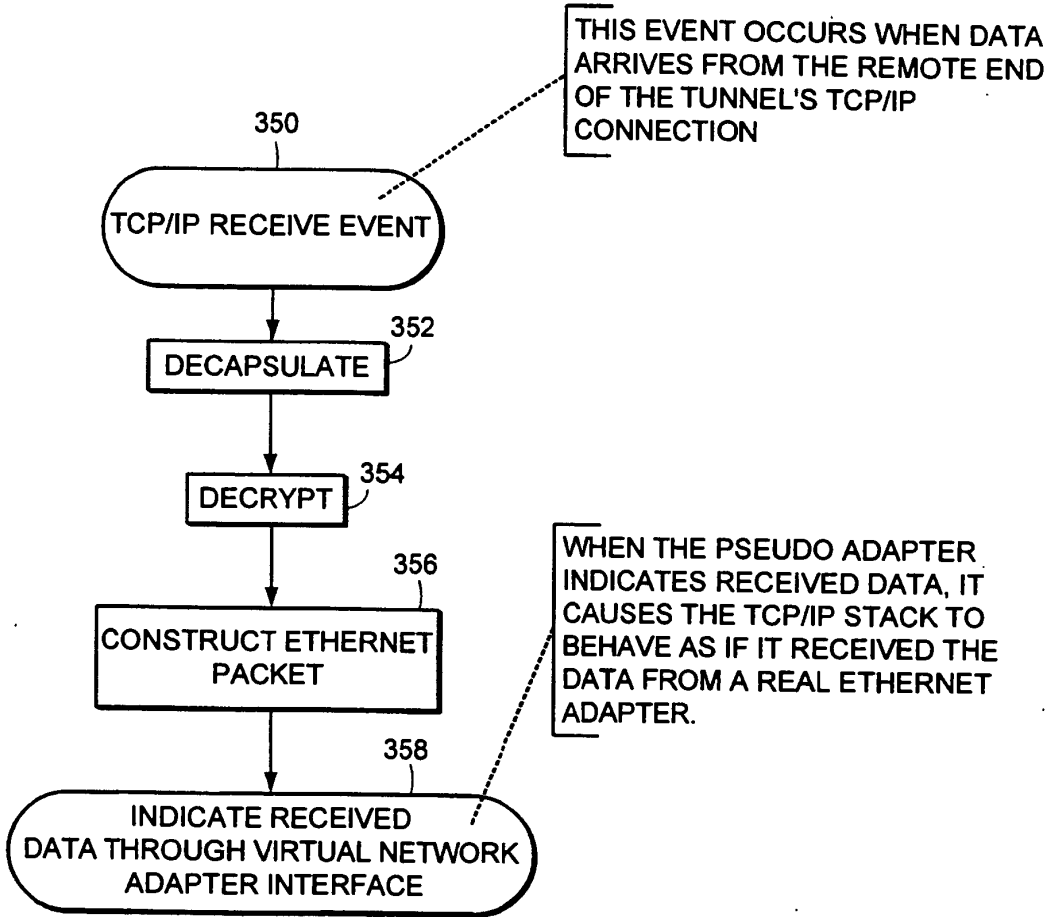 THIS EVENT OCCURS WHEN DATA
ARRIVES FROM THE REMOTE END
OF THE TUNNEL'S TCP/IP
CONNECTION
350
TCP/IP RECEIVE EVENT
352
DECAPSULATE
354
DECRYPT
356
CONSTRUCT ETHERNET
PACKET
WHEN THE PSEUDO ADAPTER
INDICATES RECEIVED DATA, IT
CAUSES THE TCP/IP STACK TO
BEHAVE AS IF IT RECEIVED THE
DATA FROM A REAL ETHERNET
ADAPTER.
358
INDICATE RECEIVED
DATA THROUGH VIRTUAL NETWORK
ADAPTER INTERFACE